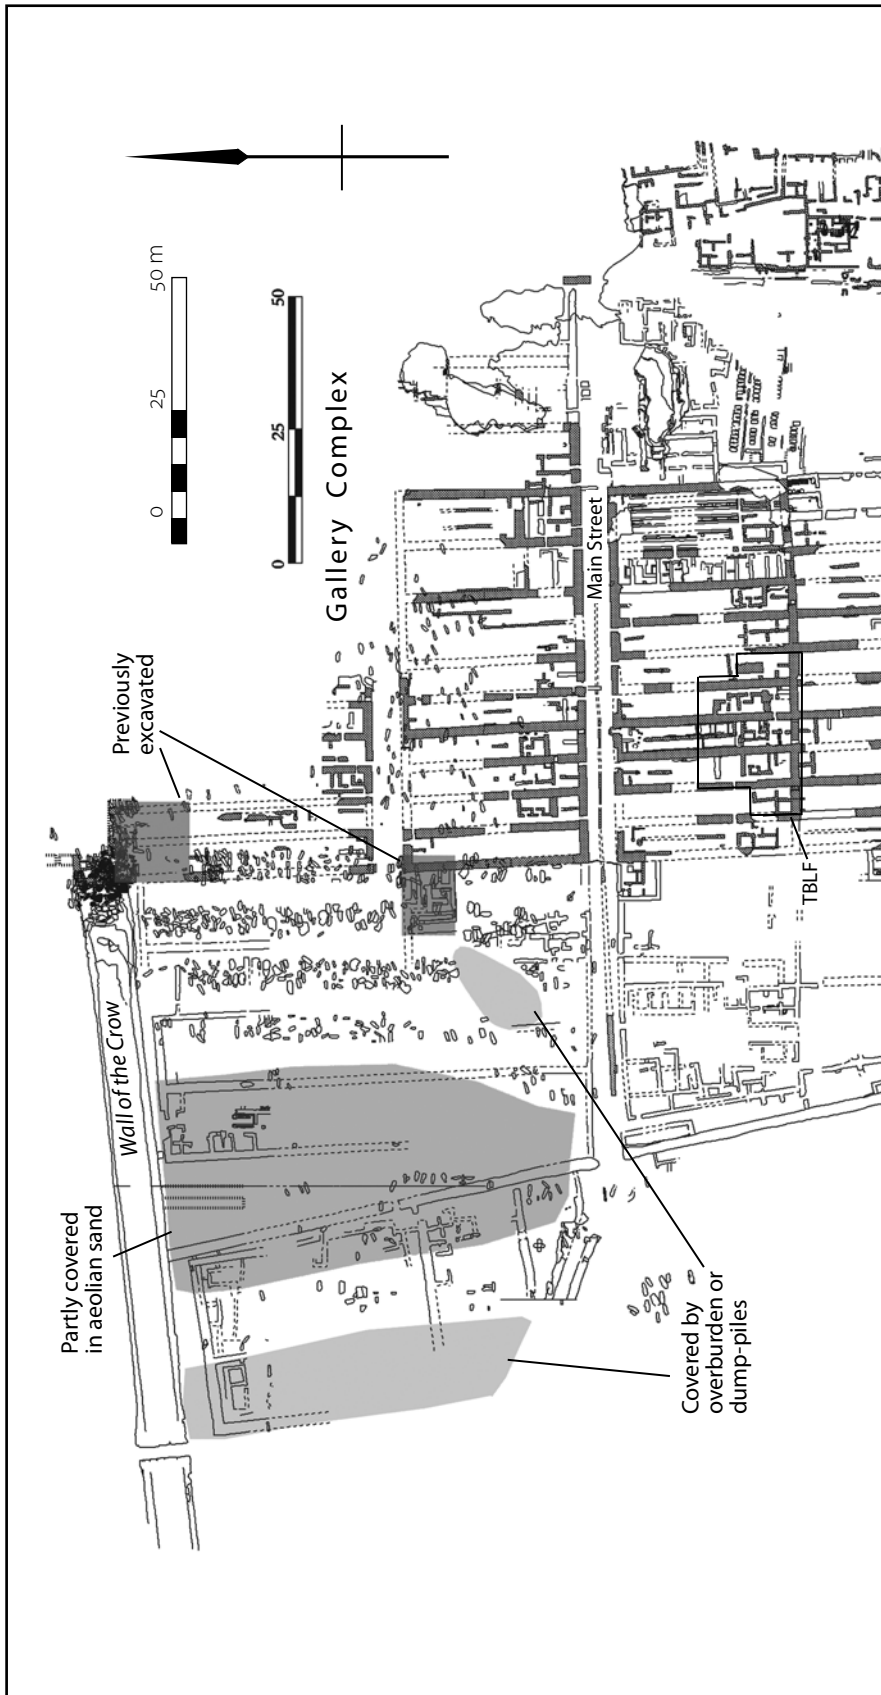 0 25 50 m
0 25 50
Gallery Complex
Previously
excavated
Main Street
Wall of the Crow
TBLF
Partly covered
in aeolian sand
Covered by
overburden or
dump-piles